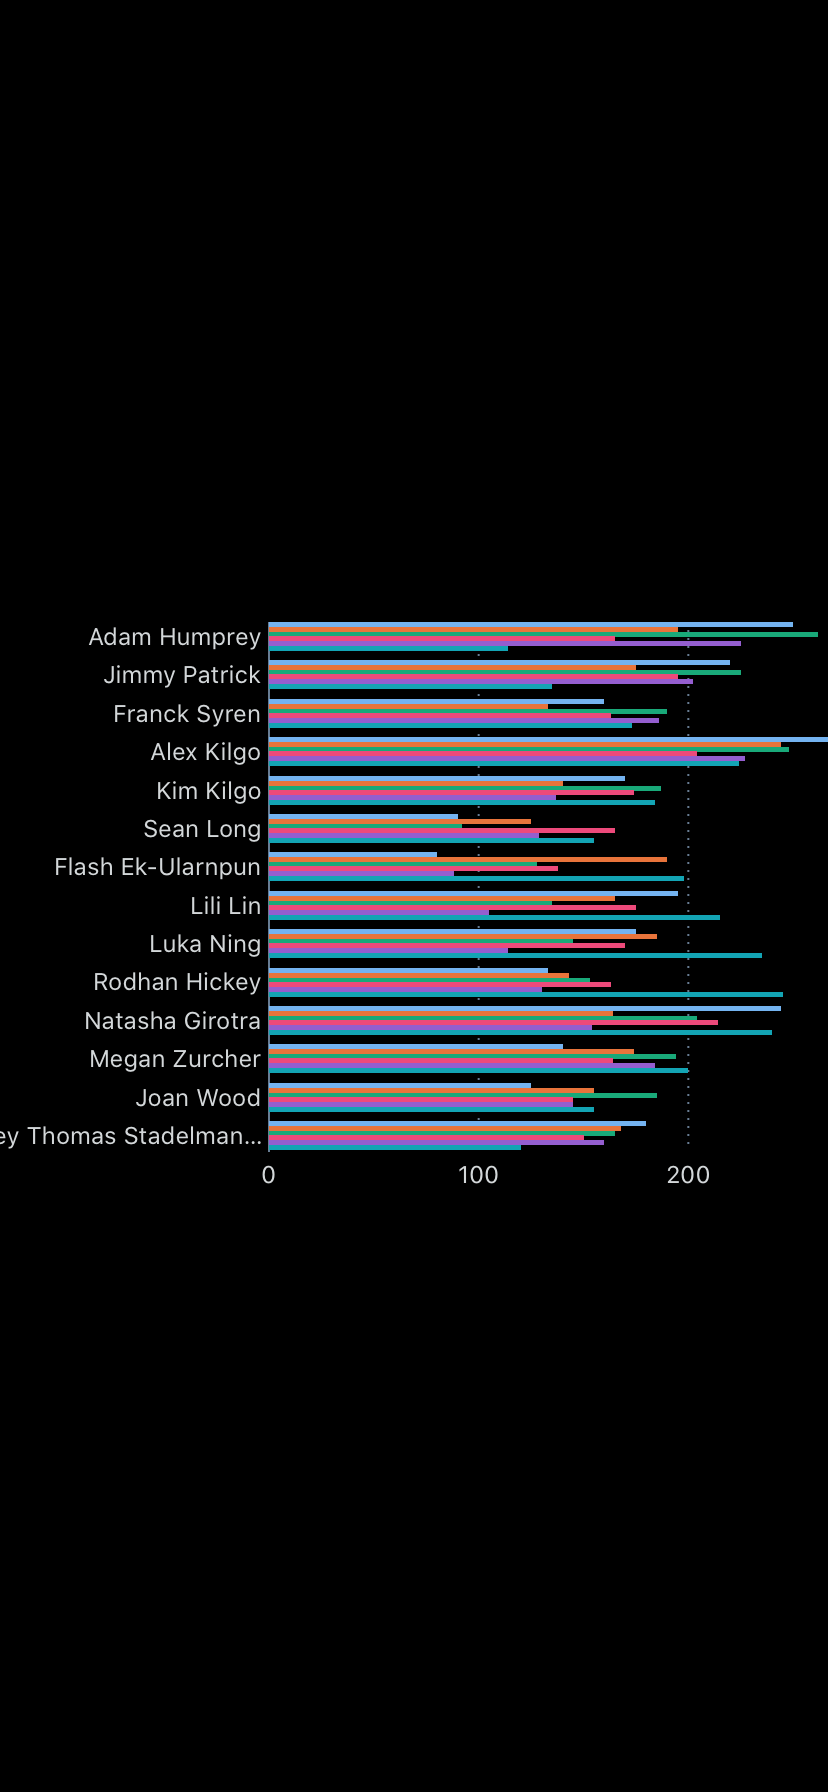 Adam Humprey
Jimmy Patrick
Franck Syren
Alex Kilgo
Kim Kilgo
Sean Long
Flash Ek-Ularnpun
Lili Lin
Luka Ning
Rodhan Hickey
Natasha Girotra
Megan Zurcher
Joan Wood
ey Thomas Stadelman...
0 100 200